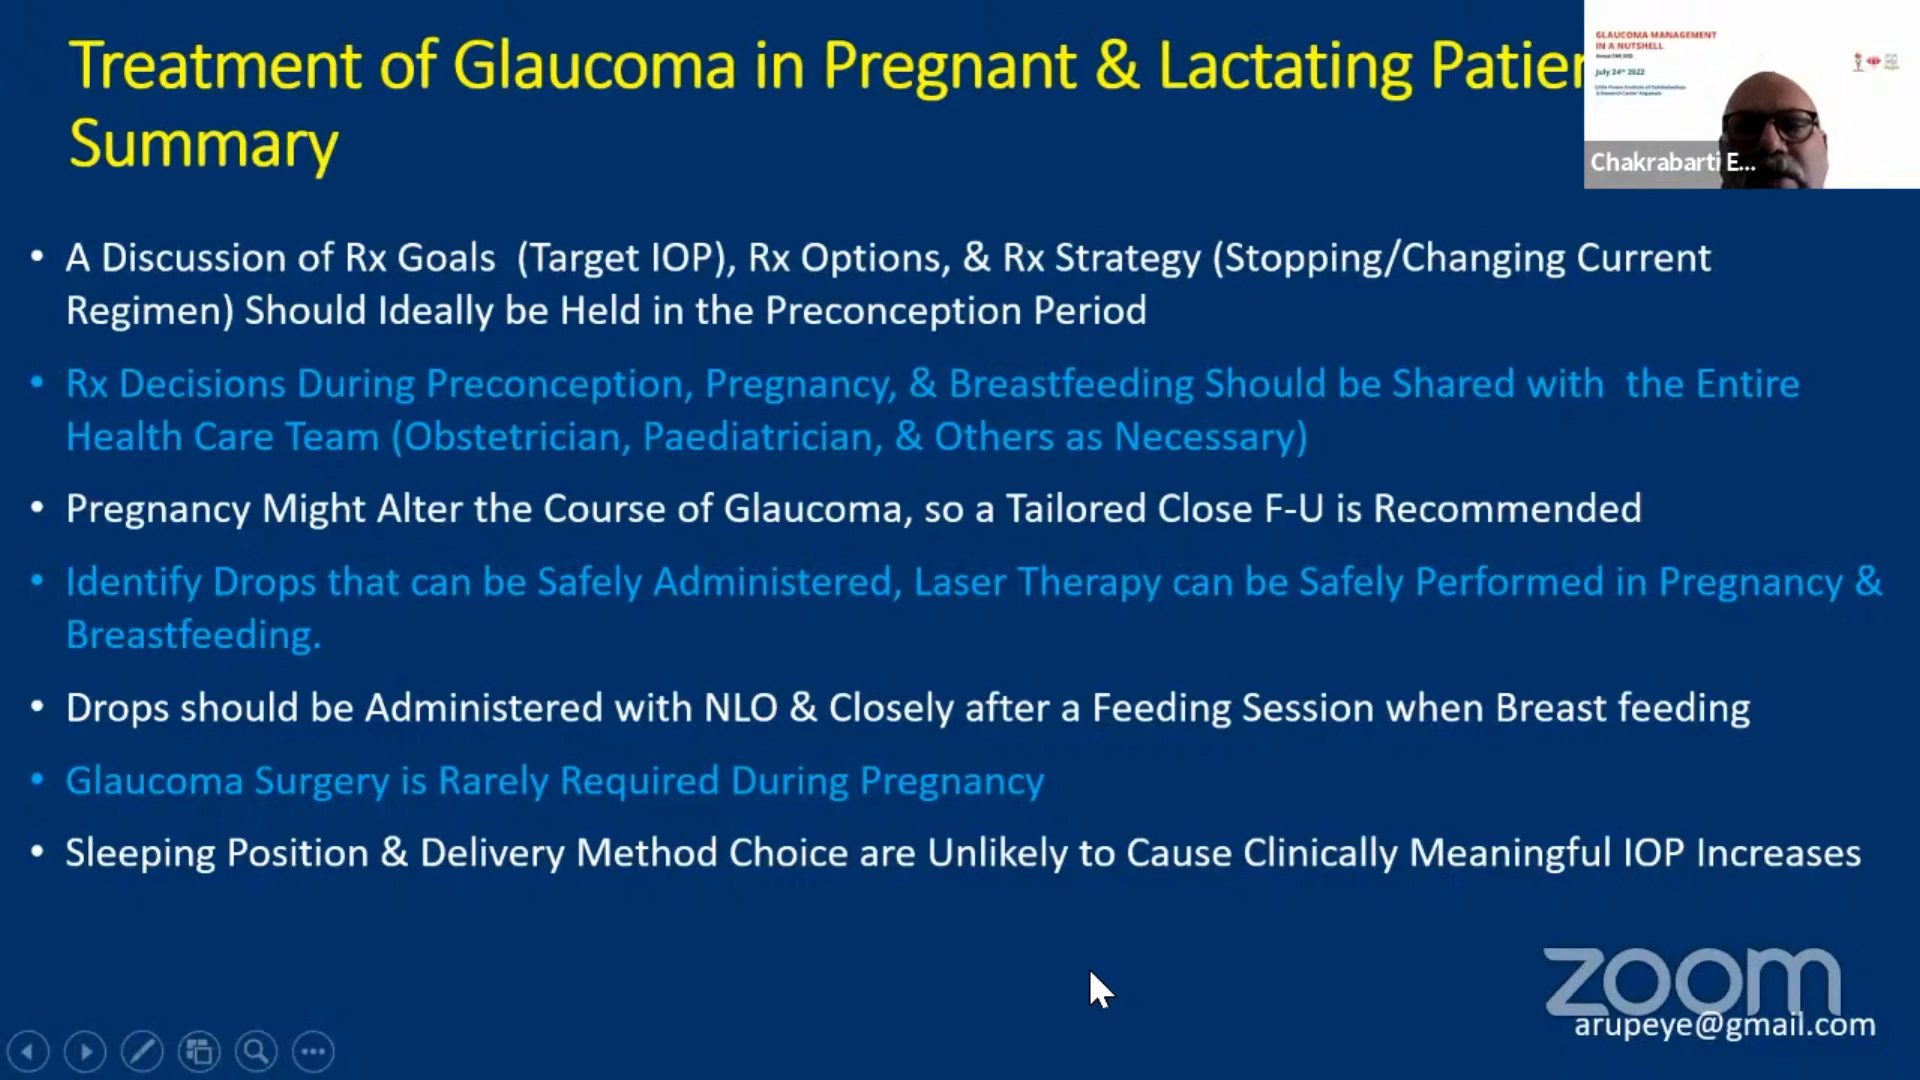 Treatment of Glaucoma in Pregnant & Lactating
Summary
GLAUCOMA MANAGEMENT
IN A NUTSHELL
July 24th 2022
Chakrabarti E...
• A Discussion of Rx Goals (Target IOP), Rx Options, & Rx Strategy (Stopping/Changing Current
Regimen) Should Ideally be Held in the Preconception Period
• Rx Decisions During Preconception, Pregnancy, & Breastfeeding Should be Shared with the Entire
Health Care Team (Obstetrician, Paediatrician, & Others as Necessary)
• Pregnancy Might Alter the Course of Glaucoma, so a Tailored Close F-U is Recommended
• Identify Drops that can be Safely Administered, Laser Therapy can be Safely Performed in Pregnancy &
Breastfeeding.
• Drops should be Administered with NLO & Closely after a Feeding Session when Breast feeding
• Glaucoma Surgery is Rarely Required During Pregnancy
• Sleeping Position & Delivery Method Choice are Unlikely to Cause Clinically Meaningful IOP Increases
zoom
arupeye@gmail.com